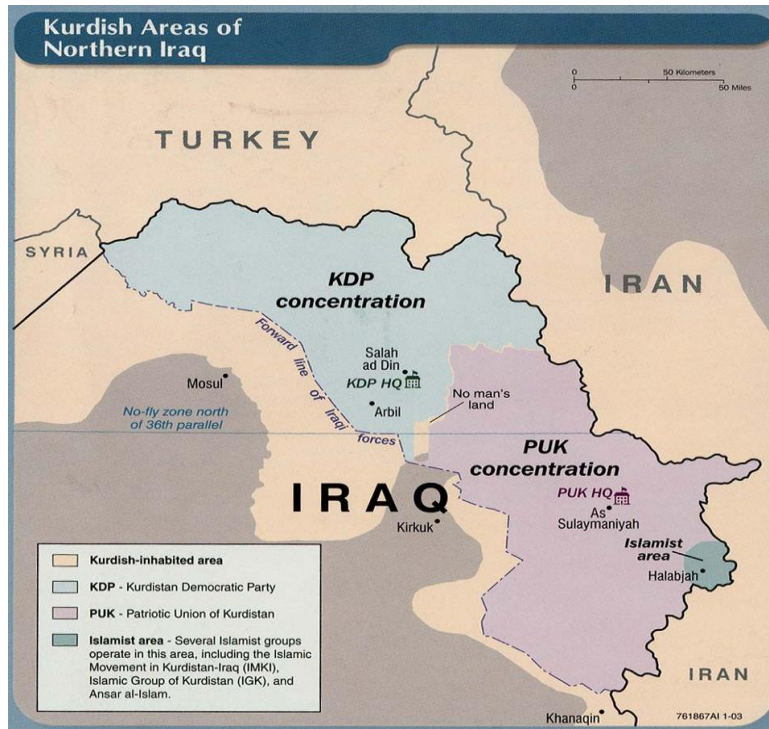 Kurdish Areas of
Northern Iraq
0 50 Kilometers
0 50 Miles
TURKEY
SYRIA
IRAN
KDP
concentration
Forward line of Iraqi forces
Salah
ad Din
KDP HQ
Mosul
Arbil
No man's
land
No-fly zone north
of 36th parallel
PUK
concentration
IRAQ
PUK HQ
As
Sulaymaniyah
Kirkuk
Islamist
area
Halabjah
Kurdish-inhabited area
KDP - Kurdistan Democratic Party
PUK - Patriotic Union of Kurdistan
Islamist area - Several Islamist groups
operate in this area, including the Islamic
Movement in Kurdistan-Iraq (IMKI),
Islamic Group of Kurdistan (IGK), and
Ansar al-Islam.
IRAN
Khanaqin
761867AI 1-03